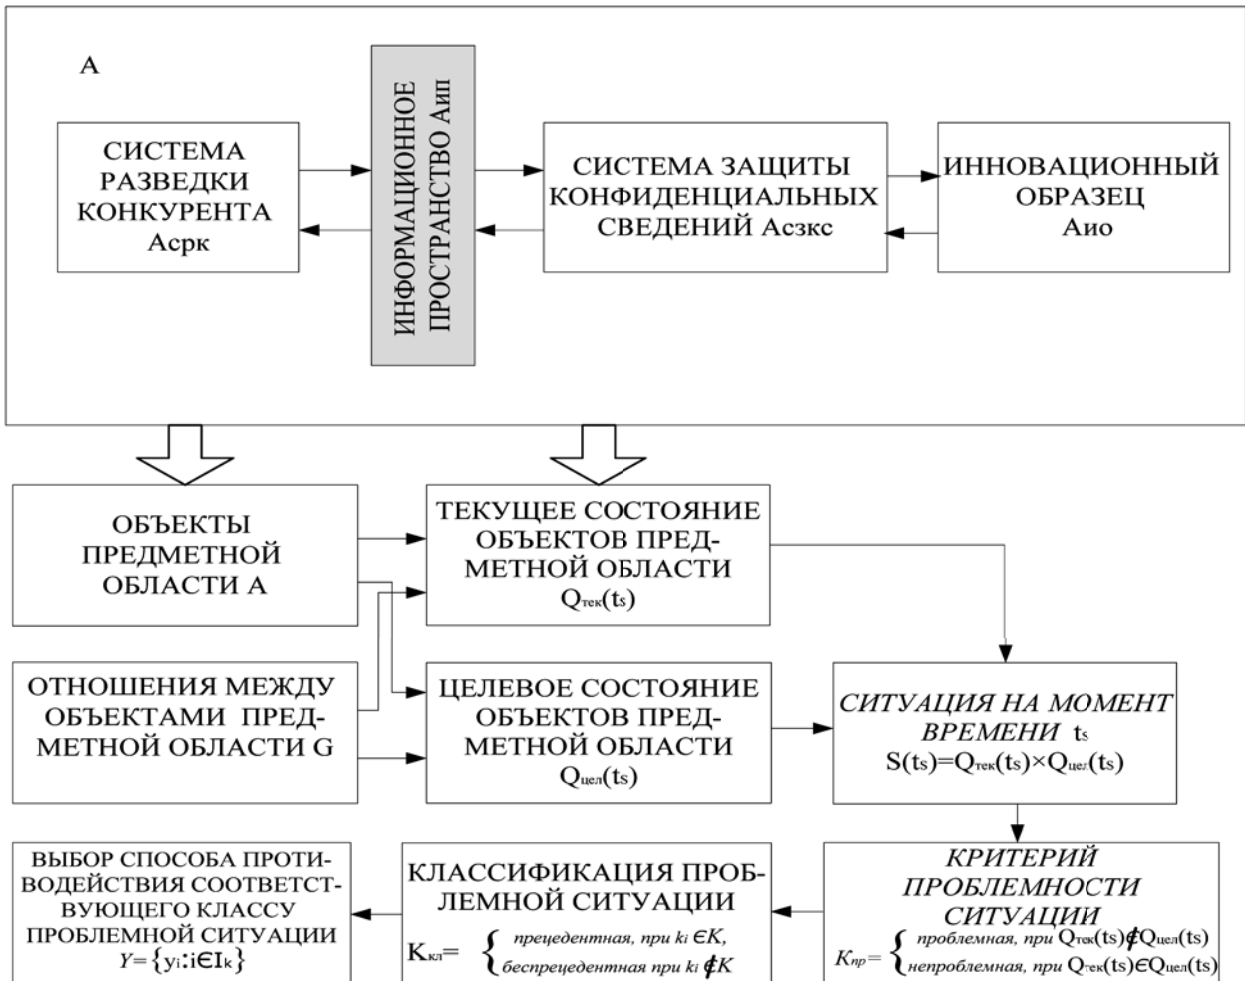 А
СИСТЕМА
РАЗВЕДКИ
КОНКУРЕНТА
Асрк
ИНФОРМАЦИОННОЕ
ПРОСТРАНСТВО Аип
СИСТЕМА ЗАЩИТЫ
КОНФИДЕНЦИАЛЬНЫХ
СВЕДЕНИЙ Асзкс
ИННОВАЦИОННЫЙ
ОБРАЗЕЦ
Аио
ОБЪЕКТЫ
ПРЕДМЕТНОЙ
ОБЛАСТИ А
ТЕКУЩЕЕ СОСТОЯНИЕ
ОБЪЕКТОВ ПРЕД-
МЕТНОЙ ОБЛАСТИ
Qтек(ts)
ОТНОШЕНИЯ МЕЖДУ
ОБЪЕКТАМИ ПРЕД-
МЕТНОЙ ОБЛАСТИ G
ЦЕЛЕВОЕ СОСТОЯНИЕ
ОБЪЕКТОВ ПРЕД-
МЕТНОЙ ОБЛАСТИ
Qцел(ts)
СИТУАЦИЯ НА МОМЕНТ
ВРЕМЕНИ ts
S(ts)=Qтек(ts)×Qцел(ts)
ВЫБОР СПОСОБА ПРОТИ-
ВОДЕЙСТВИЯ СООТВЕТСТ-
ВУЮЩЕГО КЛАССУ
ПРОБЛЕМНОЙ СИТУАЦИИ
Y={yi:i∈Ik}
КЛАССИФИКАЦИЯ ПРОБ-
ЛЕМНОЙ СИТУАЦИИ
Kкл= { прецедентная, при ki ∈K,
беспрецедентная при ki ∉K
КРИТЕРИЙ
ПРОБЛЕМНОСТИ
СИТУАЦИИ
Kпр= { проблемная, при Qтек(ts)∉Qцел(ts)
непроблемная, при Qтек(ts)∈Qцел(ts)